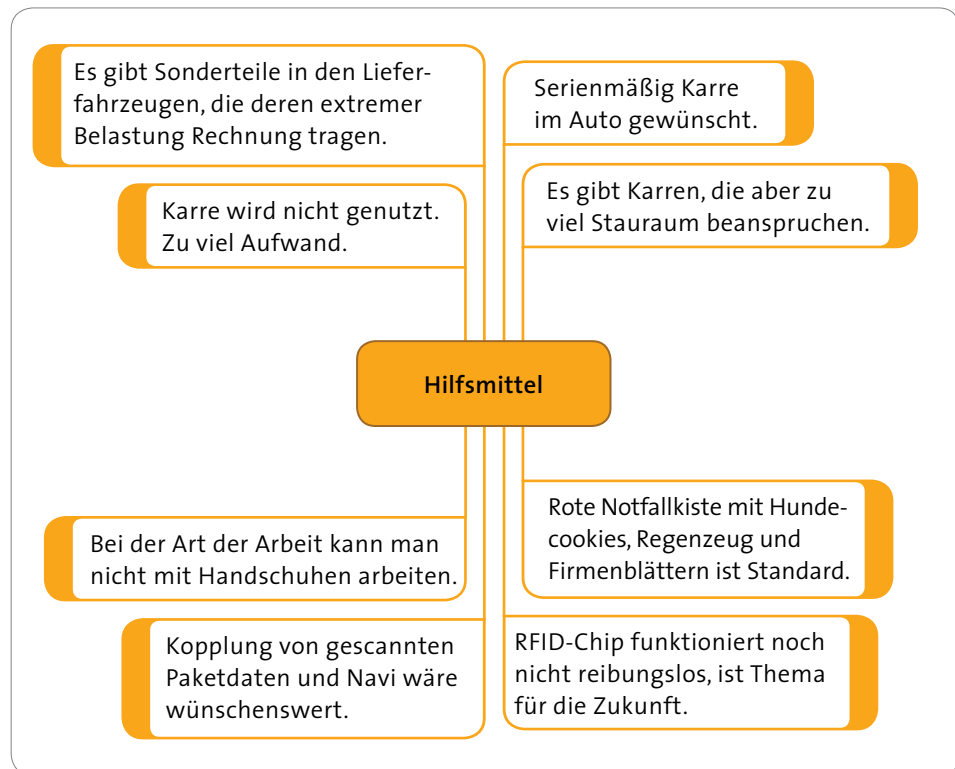 Es gibt Sonderteile in den Liefer-
fahrzeugen, die deren extremer
Belastung Rechnung tragen.
Serienmäßig Karre
im Auto gewünscht.
Karre wird nicht genutzt.
Zu viel Aufwand.
Es gibt Karren, die aber zu
viel Stauraum beanspruchen.
Hilfsmittel
Bei der Art der Arbeit kann man
nicht mit Handschuhen arbeiten.
Rote Notfallkiste mit Hunde-
cookies, Regenzeug und
Firmenblättern ist Standard.
Kopplung von gescannten
Paketdaten und Navi wäre
wünschenswert.
RFID-Chip funktioniert noch
nicht reibungslos, ist Thema
für die Zukunft.